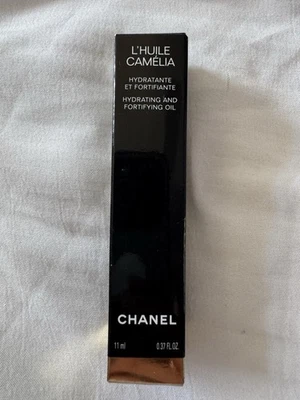 L'HUILE
CAMÉLIA
HYDRATANTE
ET FORTIFIANTE
HYDRATING AND
FORTIFYING OIL
CHANEL
11 ml 0.37 FL. OZ.